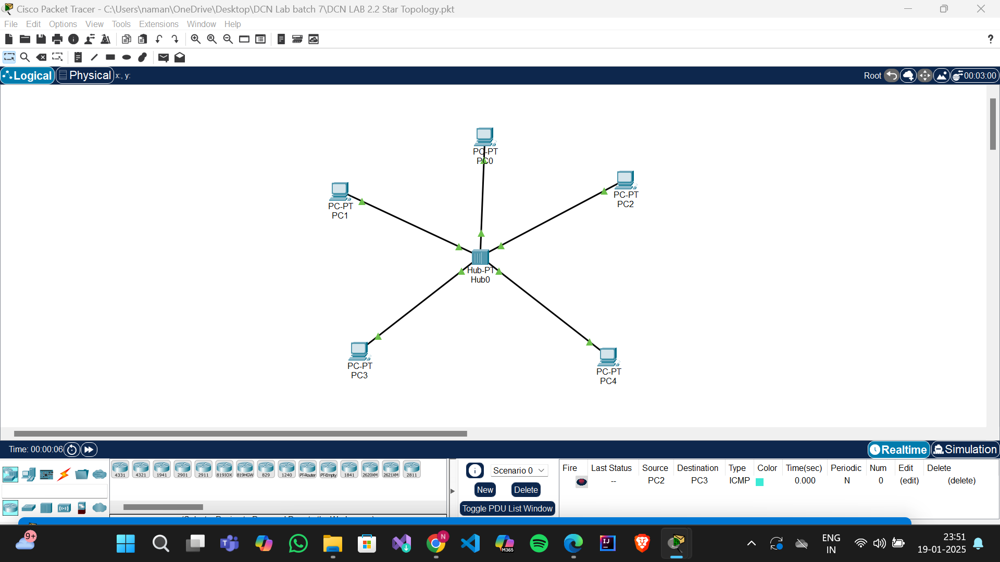 Cisco Packet Tracer - C:\Users\naman\OneDrive\Desktop\DCN Lab batch 7\DCN LAB 2.2 Star Topology.pkt
File Edit Options View Tools Extensions Window Help
?
Logical Physical x:, y: Root 00:03:00
PC-PT
PC0
PC-PT
PC2
PC-PT
PC1
Hub-PT
Hub0
PC-PT
PC3
PC-PT
PC4
Time: 00:00:06 Realtime Simulation
4331 4321 1941 2901 2911 819IOX 819HGW 829 1240 PT-Router PT-Empty 1841 2620XM 2621XM 2811
Scenario 0
New Delete
Toggle PDU List Window
Fire Last Status Source Destination Type Color Time(sec) Periodic Num Edit Delete
-- PC2 PC3 ICMP 0.000 N 0 (edit) (delete)
9+
N
M365
IJ
ENG
IN
23:51
19-01-2025